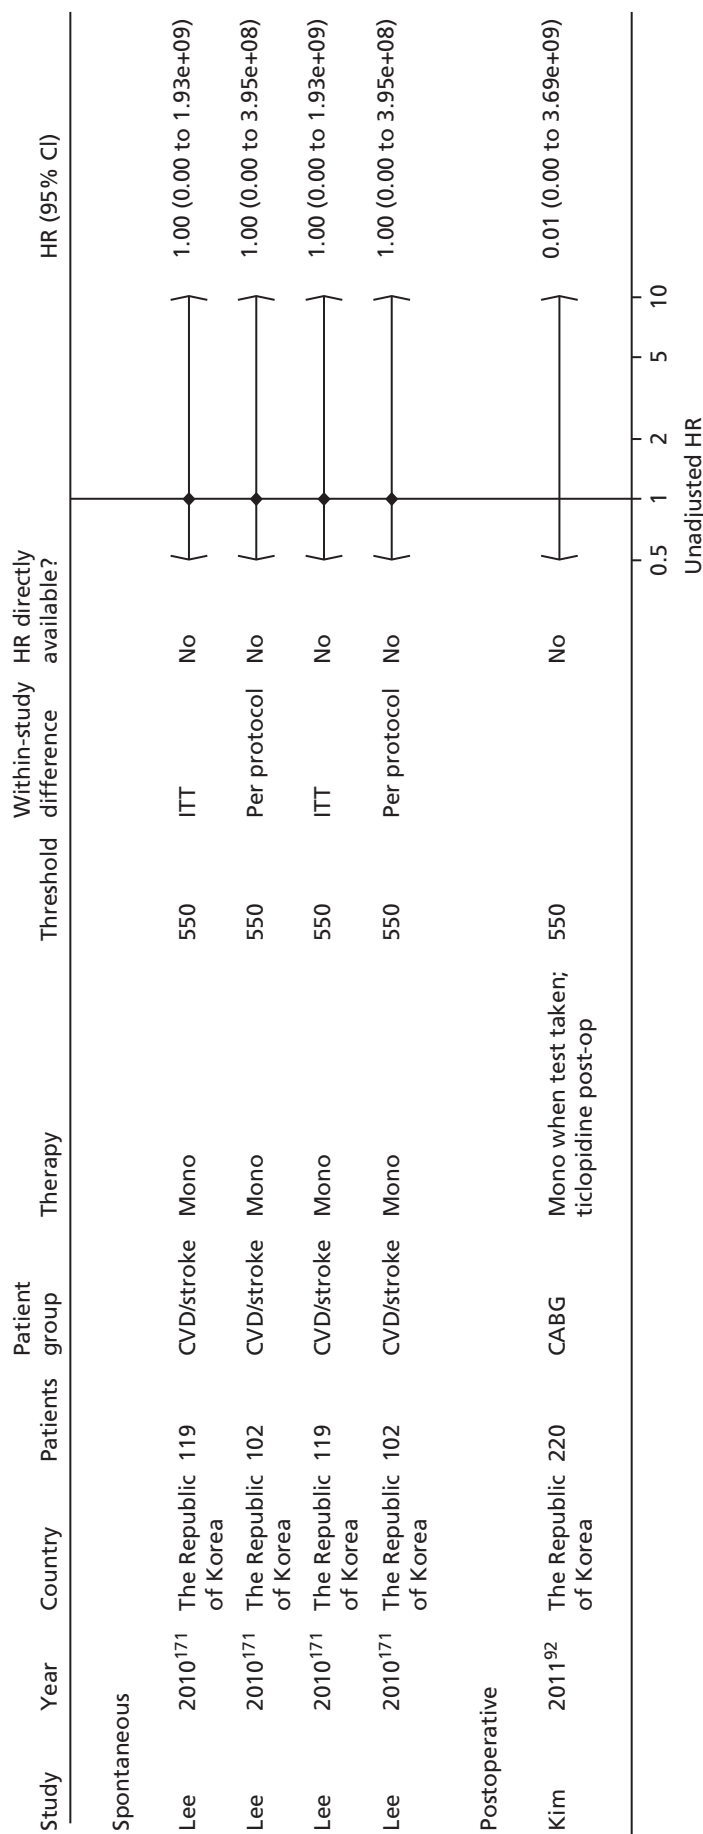 Study Year Country Patients Patient group Therapy Threshold Within-study difference HR directly available? HR (95% CI)
Spontaneous
Lee 2010171 The Republic of Korea 119 CVD/stroke Mono 550 ITT No 1.00 (0.00 to 1.93e+09)
Lee 2010171 The Republic of Korea 102 CVD/stroke Mono 550 Per protocol No 1.00 (0.00 to 3.95e+08)
Lee 2010171 The Republic of Korea 119 CVD/stroke Mono 550 ITT No 1.00 (0.00 to 1.93e+09)
Lee 2010171 The Republic of Korea 102 CVD/stroke Mono 550 Per protocol No 1.00 (0.00 to 3.95e+08)
Postoperative
Kim 201192 The Republic of Korea 220 CABG Mono when test taken; ticlopidine post-op 550 No 0.01 (0.00 to 3.69e+09)
0.5 1 2 5 10
Unadjusted HR